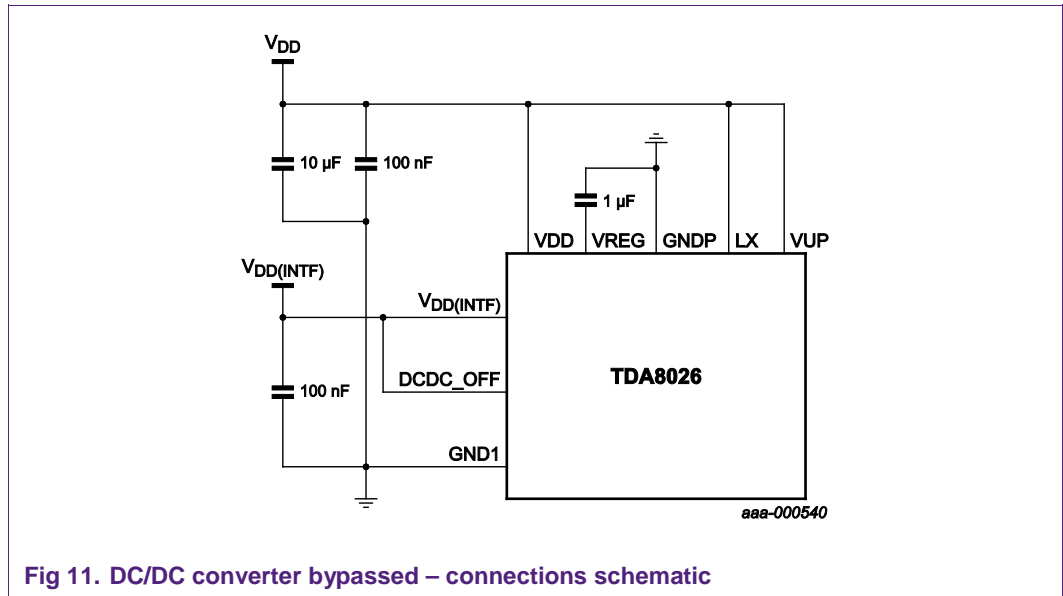 VDD
10 µF
100 nF
1 µF
VDD VREG GNDP LX VUP
VDD(INTF)
VDD(INTF)
TDA8026
DCDC_OFF
100 nF
GND1
aaa-000540
Fig 11. DC/DC converter bypassed – connections schematic